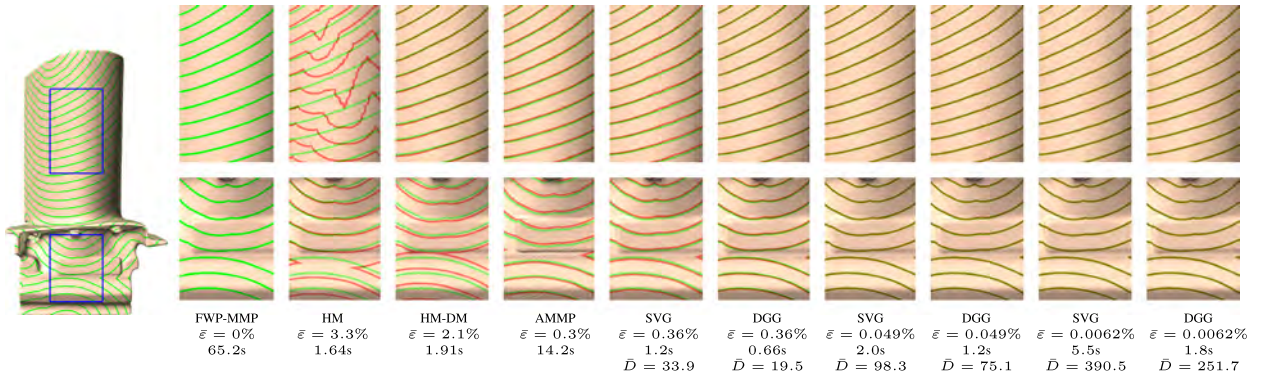 FWP-MMP HM HM-DM AMMP SVG DGG SVG DGG SVG DGG
ε̄ = 0% ε̄ = 3.3% ε̄ = 2.1% ε̄ = 0.3% ε̄ = 0.36% ε̄ = 0.36% ε̄ = 0.049% ε̄ = 0.049% ε̄ = 0.0062% ε̄ = 0.0062%
65.2s 1.64s 1.91s 14.2s 1.2s 0.66s 2.0s 1.2s 5.5s 1.8s
D̄ = 33.9 D̄ = 19.5 D̄ = 98.3 D̄ = 75.1 D̄ = 390.5 D̄ = 251.7